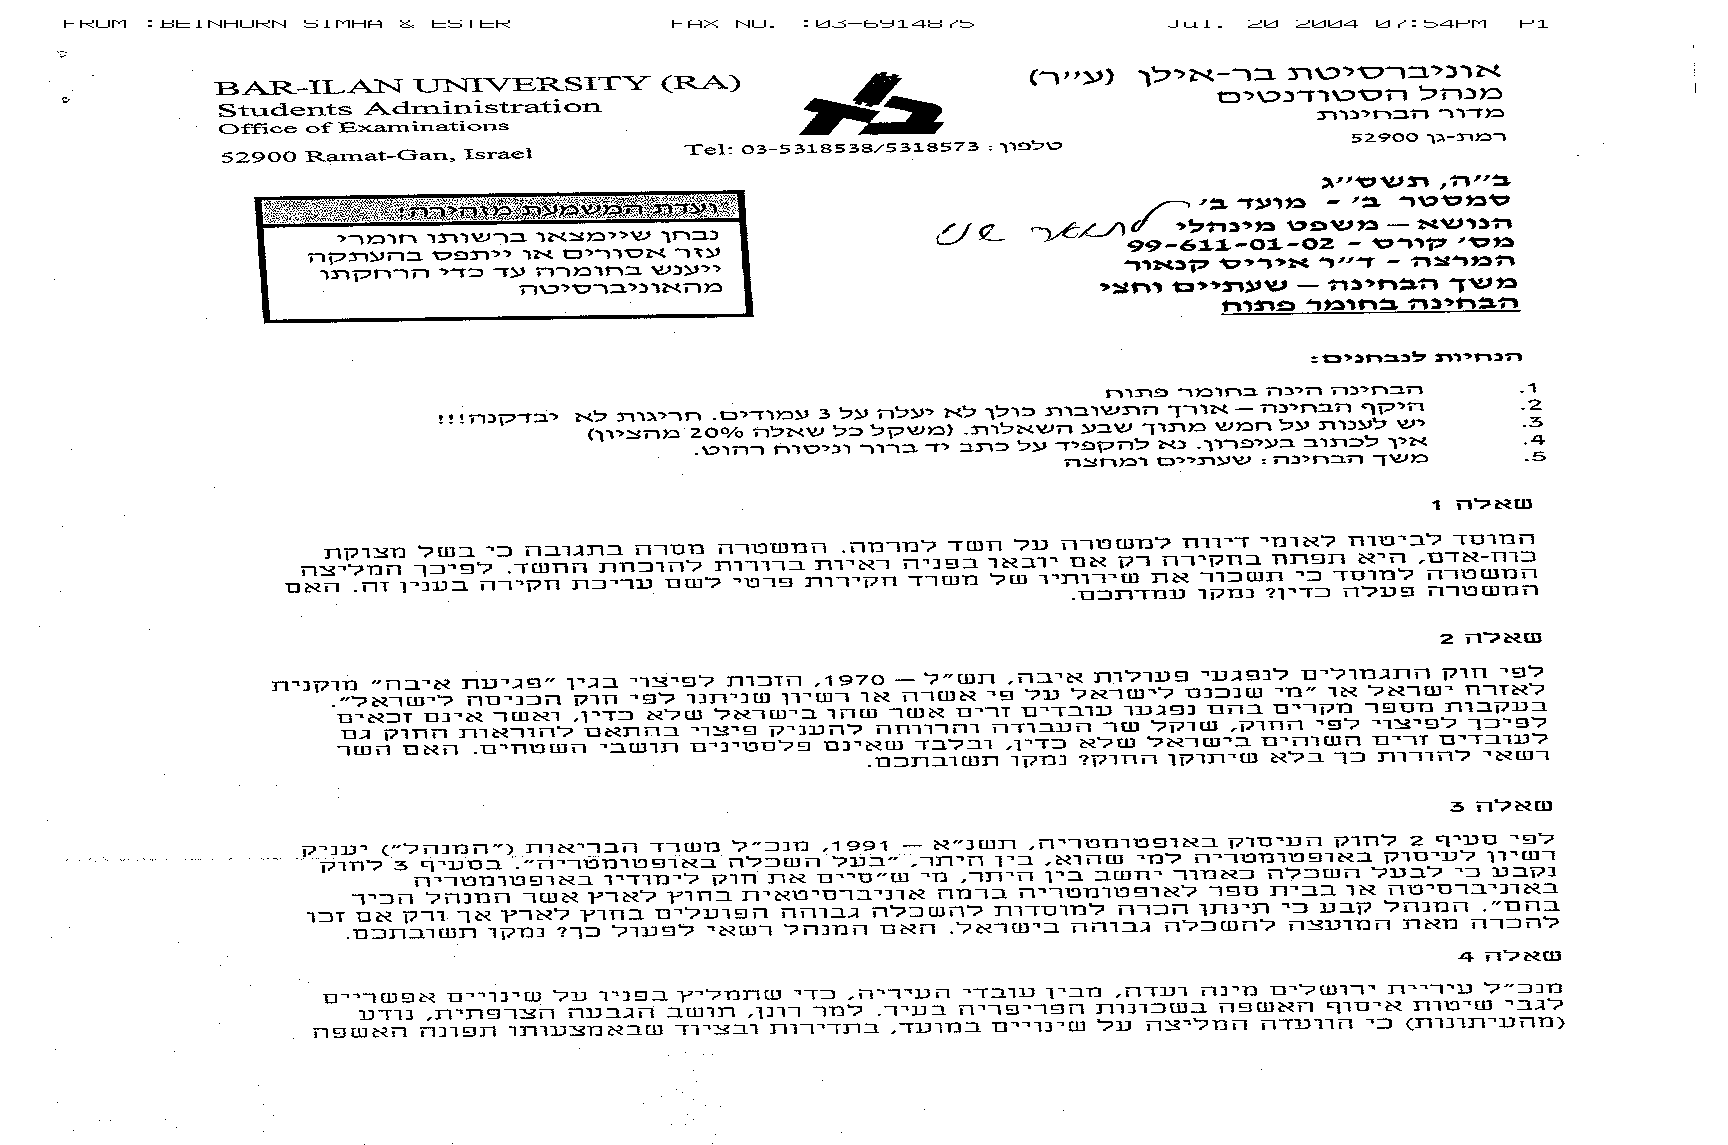 FROM :BEINHORN SIMHA & ESTER FAX NO. :03-6914875 Jul. 20 2004 07:54PM P1
BAR-ILAN UNIVERSITY (RA)
Students Administration
Office of Examinations
52900 Ramat-Gan, Israel
Tel: 03-5318538/5318573 : טלפון
אוניברסיטת בר-אילן (ע"ר)
מנהל הסטודנטים
מדור הבחינות
רמת-גן 52900
ועדת המשמעת מזהירה:
נבחן שיימצאו ברשותו חומרי
עזר אסורים או ייתפס בהעתקה
ייענש בחומרה עד כדי הרחקתו
מהאוניברסיטה
ב"ה, תשס"ג
סמסטר ב' - מועד ב'
הנושא – משפט מינהלי
לתואר שני
מס' קורס - 99-611-01-02
המרצה - ד"ר איריס קנאור
משך הבחינה – שעתיים וחצי
הבחינה בחומר פתוח
הנחיות לנבחנים:
1. הבחינה הינה בחומר פתוח
2. היקף הבחינה – אורך התשובות כולן לא יעלה על 3 עמודים. חריגות לא יבדקנה!!!
3. יש לענות על חמש מתוך שבע השאלות. (משקל כל שאלה 20% מהציון)
4. אין לכתוב בעיפרון. נא להקפיד על כתב יד ברור וניסוח רהוט.
5. משך הבחינה: שעתיים ומחצה
שאלה 1
המוסד לביטוח לאומי דיווח למשטרה על חשד למרמה. המשטרה מסרה בתגובה כי בשל מצוקת
כוח-אדם, היא תפתח בחקירה רק אם יובאו בפניה ראיות ברורות להוכחת החשד. לפיכך המליצה
המשטרה למוסד כי תשכור את שירותיו של משרד חקירות פרטי לשם עריכת חקירה בענין זה. האם
המשטרה פעלה כדין? נמקו עמדתכם.
שאלה 2
לפי חוק התגמולים לנפגעי פעולות איבה, תש"ל – 1970, הזכות לפיצוי בגין "פגיעת איבה" מוקנית
לאזרח ישראל או "מי שנכנס לישראל על פי אשרה או רשיון שניתנו לפי חוק הכניסה לישראל".
בעקבות מספר מקרים בהם נפגעו עובדים זרים אשר שהו בישראל שלא כדין, ואשר אינם זכאים
לפיכך לפיצוי לפי החוק, שוקל שר העבודה והרווחה להעניק פיצוי בהתאם להוראות החוק גם
לעובדים זרים השוהים בישראל שלא כדין, ובלבד שאינם פלסטינים תושבי השטחים. האם השר
רשאי להורות כך בלא שיתוקן החוק? נמקו תשובתכם.
שאלה 3
לפי סעיף 2 לחוק העיסוק באופטומטריה, תשנ"א – 1991, מנכ"ל משרד הבריאות ("המנהל") יעניק
רשיון לעיסוק באופטומטריה למי שהוא, בין היתר, "בעל השכלה באופטומטריה". בסעיף 3 לחוק
נקבע כי לבעל השכלה כאמור יחשב בין היתר, מי ש"סיים את חוק לימודיו באופטומטריה
באוניברסיטה או בבית ספר לאופטומטריה ברמה אוניברסיטאית בחוץ לארץ אשר המנהל הכיר
בהם". המנהל קבע כי תינתן הכרה למוסדות להשכלה גבוהה הפועלים בחוץ לארץ אך ורק אם זכו
להכרה מאת המועצה להשכלה גבוהה בישראל. האם המנהל רשאי לפעול כך? נמקו תשובתכם.
שאלה 4
מנכ"ל עיריית ירושלים מינה ועדה, מבין עובדי העיריה, כדי שתמליץ בפניו על שינויים אפשריים
לגבי שיטות איסוף האשפה בשכונות הפריפריה בעיר. למר רונן, תושב הגבעה הצרפתית, נודע
(מהעיתונות) כי הוועדה המליצה על שינויים במועד, בתדירות ובציוד שבאמצעותו תפונה האשפה